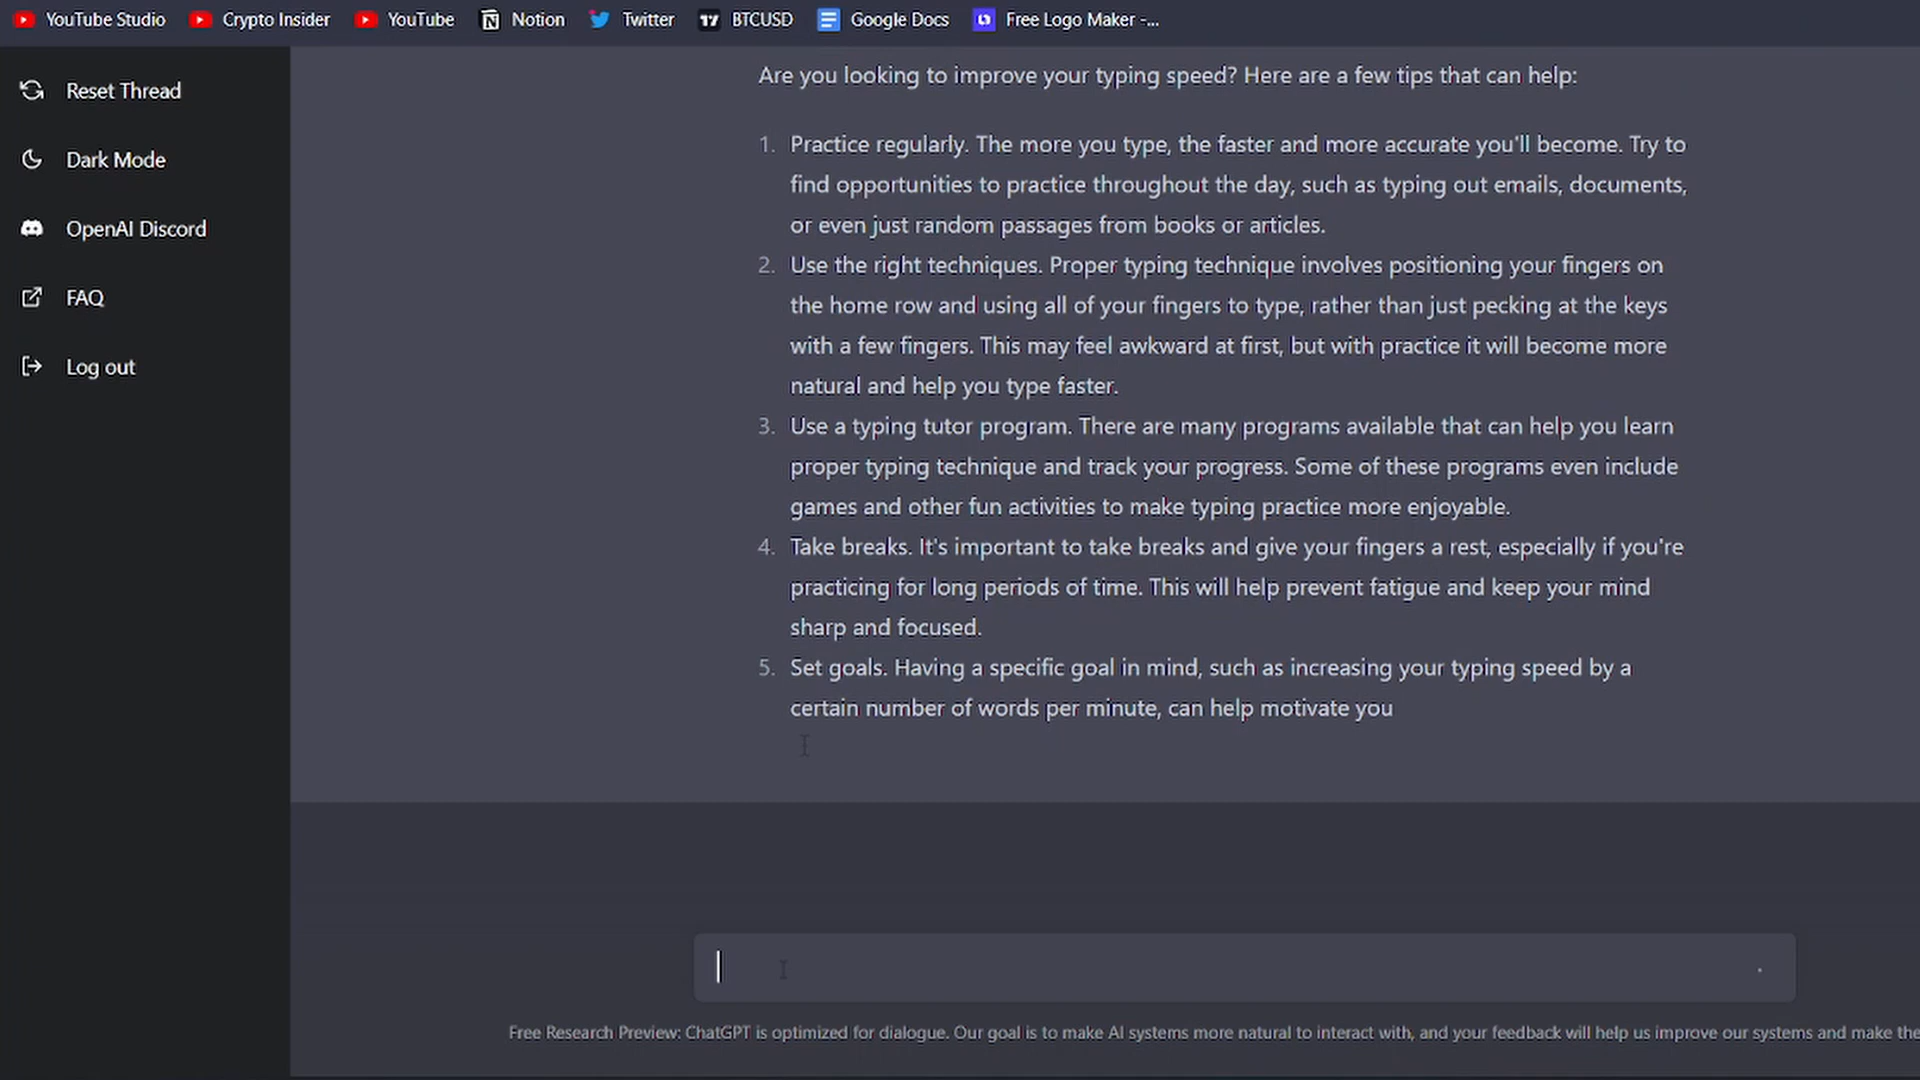 YouTube Studio Crypto Insider YouTube Notion Twitter BTCUSD Google Docs Free Logo Maker -...
Reset Thread
Dark Mode
OpenAI Discord
FAQ
Log out
Are you looking to improve your typing speed? Here are a few tips that can help:
1. Practice regularly. The more you type, the faster and more accurate you'll become. Try to
find opportunities to practice throughout the day, such as typing out emails, documents,
or even just random passages from books or articles.
2. Use the right techniques. Proper typing technique involves positioning your fingers on
the home row and using all of your fingers to type, rather than just pecking at the keys
with a few fingers. This may feel awkward at first, but with practice it will become more
natural and help you type faster.
3. Use a typing tutor program. There are many programs available that can help you learn
proper typing technique and track your progress. Some of these programs even include
games and other fun activities to make typing practice more enjoyable.
4. Take breaks. It's important to take breaks and give your fingers a rest, especially if you're
practicing for long periods of time. This will help prevent fatigue and keep your mind
sharp and focused.
5. Set goals. Having a specific goal in mind, such as increasing your typing speed by a
certain number of words per minute, can help motivate you
Free Research Preview: ChatGPT is optimized for dialogue. Our goal is to make AI systems more natural to interact with, and your feedback will help us improve our systems and make the